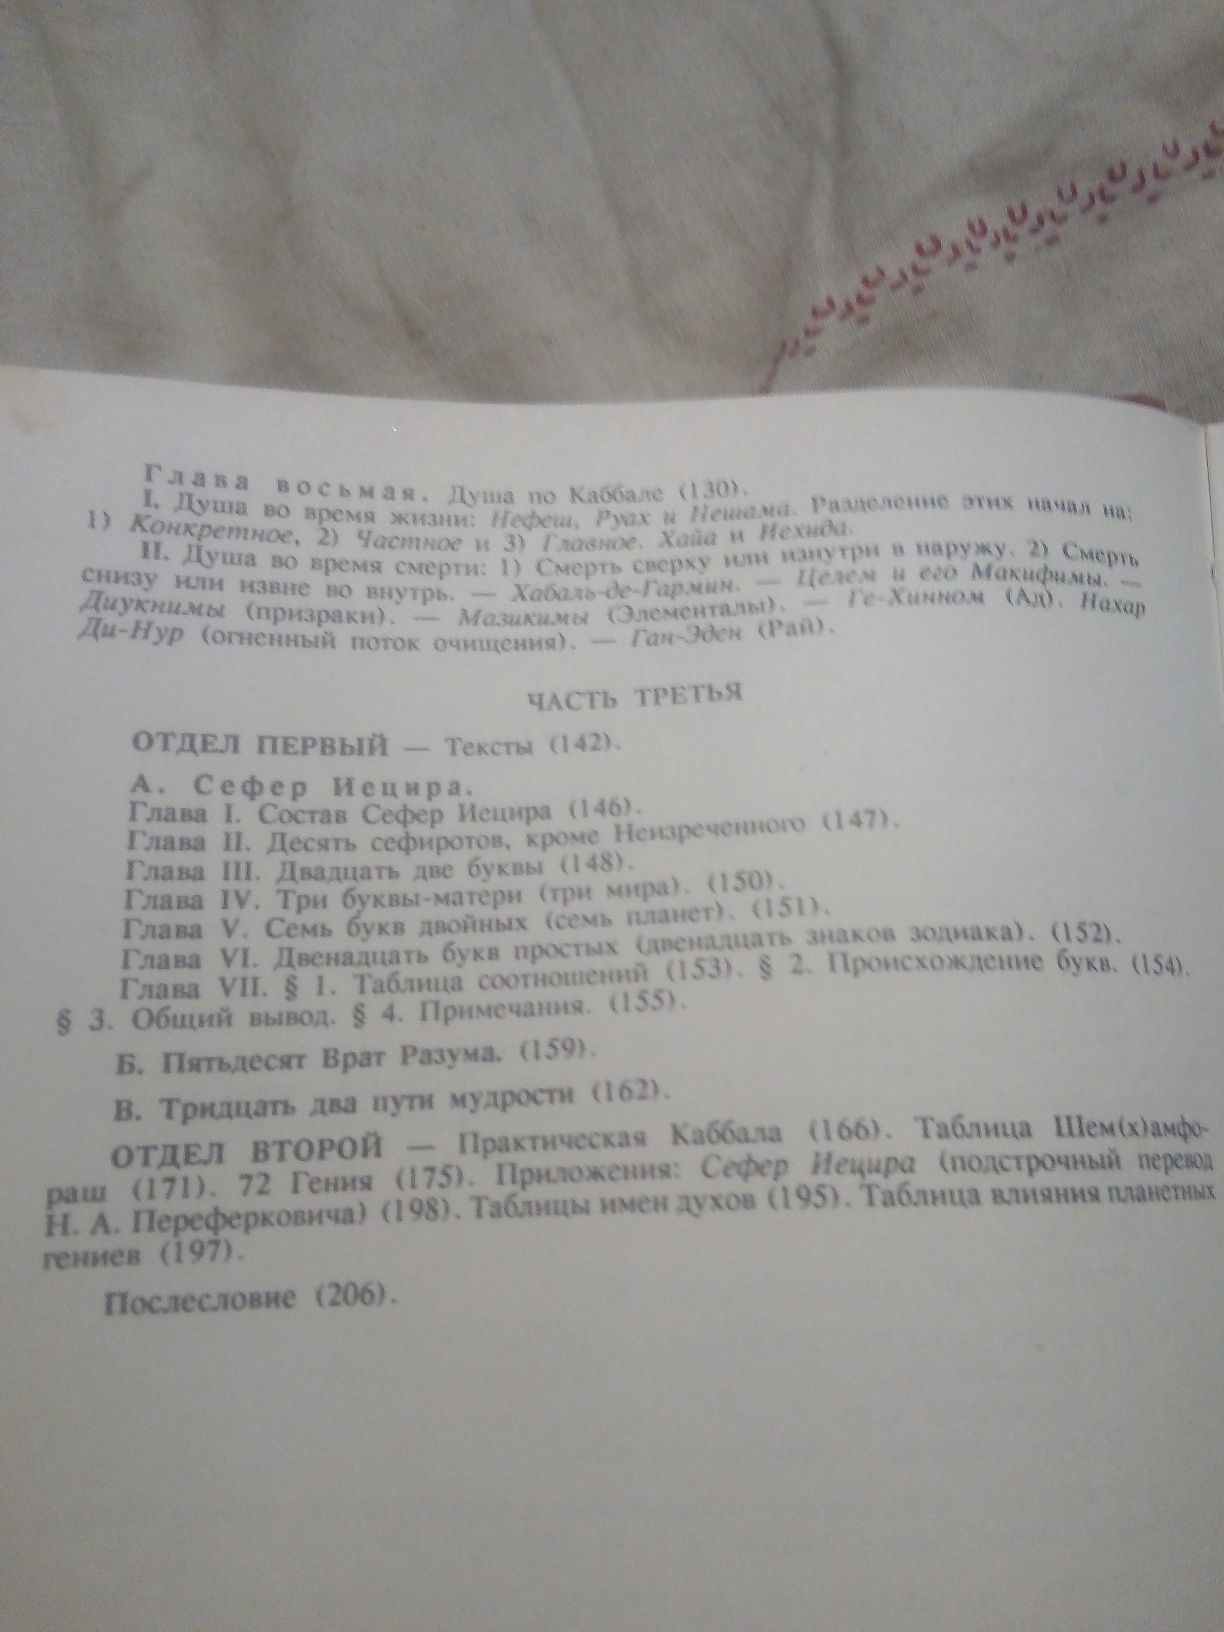 Глава восьмая. Душа по Каббале (130).
I. Душа во время жизни: Нефеш, Руах и Нешама. Разделение этих начал на:
1) Конкретное, 2) Частное и 3) Главное. Хайа и Иехида.
II. Душа во время смерти: 1) Смерть сверху или изнутри в наружу. 2) Смерть
снизу или извне во внутрь. — Хабаль-де-Гармин. — Целем и его Макифимы. —
Диукнимы (призраки). — Мазикимы (Элементалы). — Ге-Хинном (Ад). Нахар
Ди-Нур (огненный поток очищения). — Ган-Эден (Рай).
ЧАСТЬ ТРЕТЬЯ
ОТДЕЛ ПЕРВЫЙ — Тексты (142).
А. Сефер Иецира.
Глава I. Состав Сефер Иецира (146).
Глава II. Десять сефиротов, кроме Неизреченного (147).
Глава III. Двадцать две буквы (148).
Глава IV. Три буквы-матери (три мира). (150).
Глава V. Семь букв двойных (семь планет). (151).
Глава VI. Двенадцать букв простых (двенадцать знаков зодиака). (152).
Глава VII. § 1. Таблица соотношений (153). § 2. Происхождение букв. (154).
§ 3. Общий вывод. § 4. Примечания. (155).
Б. Пятьдесят Врат Разума. (159).
В. Тридцать два пути мудрости (162).
ОТДЕЛ ВТОРОЙ — Практическая Каббала (166). Таблица Шем(х)амфо-
раш (171). 72 Гения (175). Приложения: Сефер Иецира (подстрочный перевод
Н. А. Переферковича) (198). Таблицы имен духов (195). Таблица влияния планетных
гениев (197).
Послесловие (206).